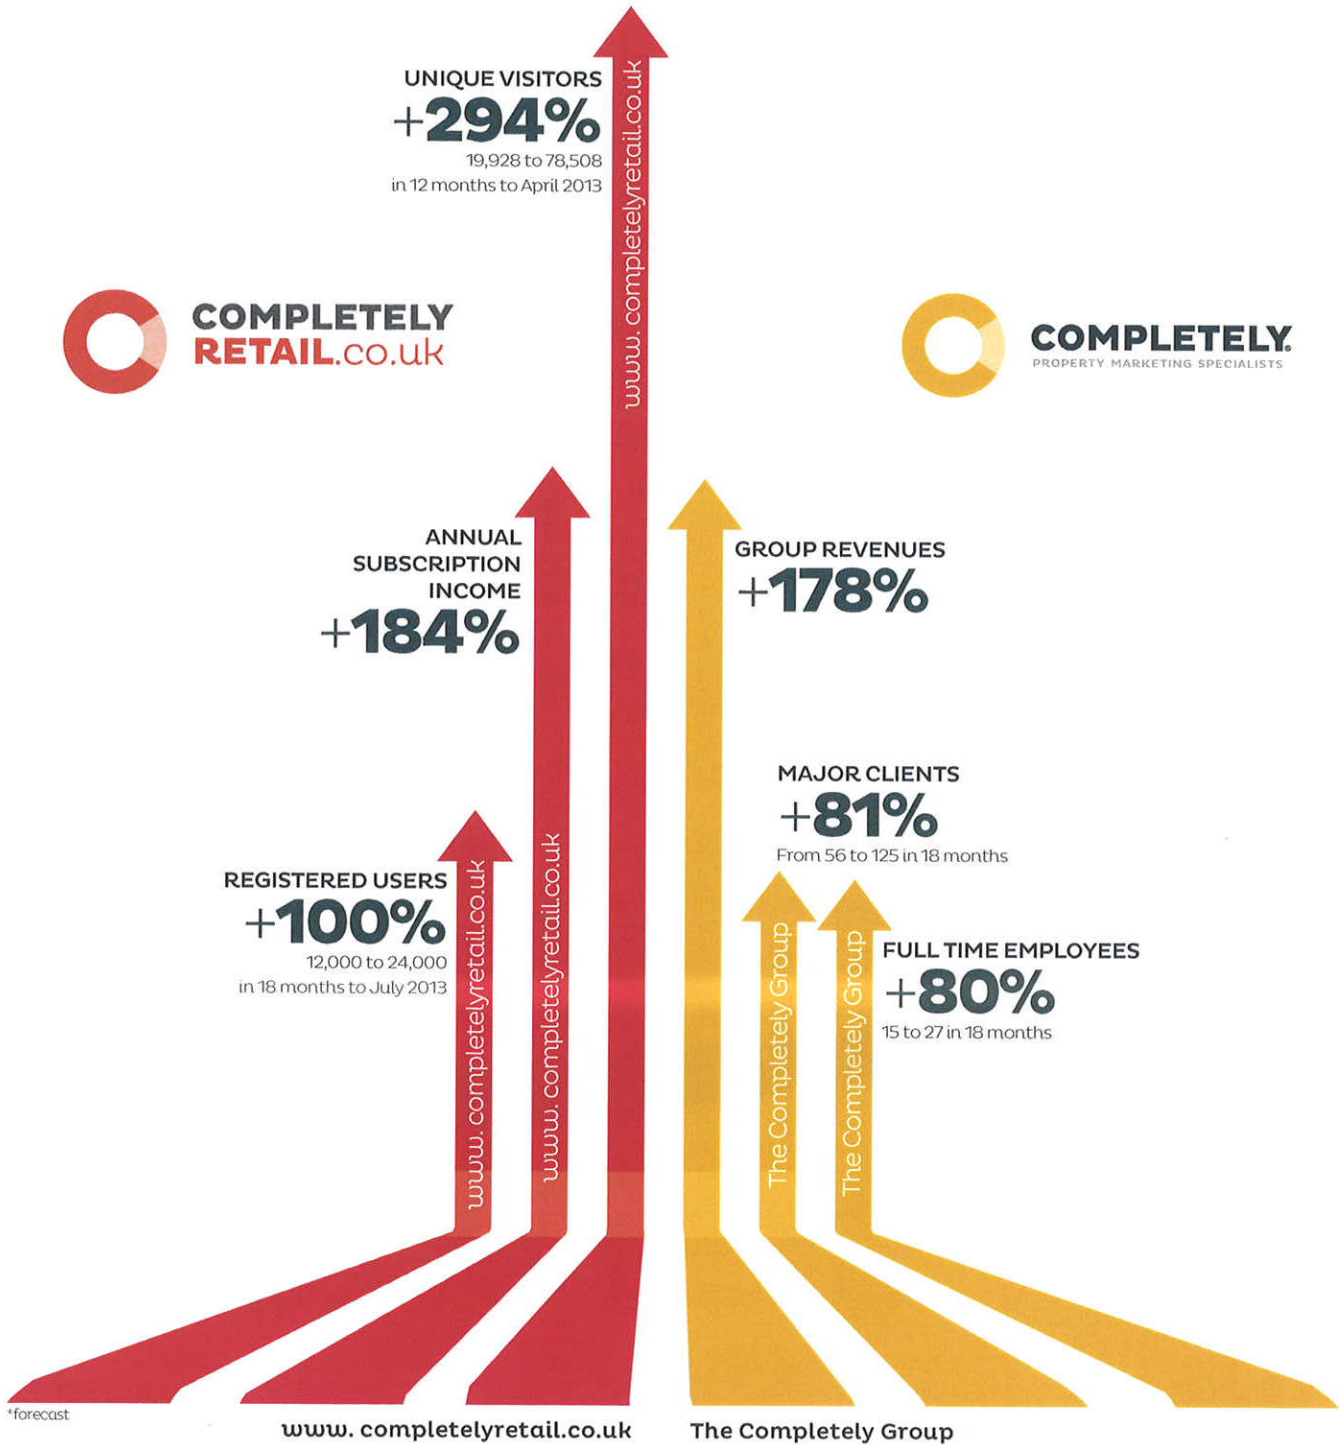 UNIQUE VISITORS
+294%
19,928 to 78,508
in 12 months to April 2013
www. completelyretail.co.uk
COMPLETELY
RETAIL.co.uk
COMPLETELY®
PROPERTY MARKETING SPECIALISTS
ANNUAL
SUBSCRIPTION
INCOME
+184%
www. completelyretail.co.uk
GROUP REVENUES
+178%
MAJOR CLIENTS
+81%
From 56 to 125 in 18 months
The Completely Group
REGISTERED USERS
+100%
12,000 to 24,000
in 18 months to July 2013
www. completelyretail.co.uk
FULL TIME EMPLOYEES
+80%
15 to 27 in 18 months
The Completely Group
*forecast
www. completelyretail.co.uk
The Completely Group